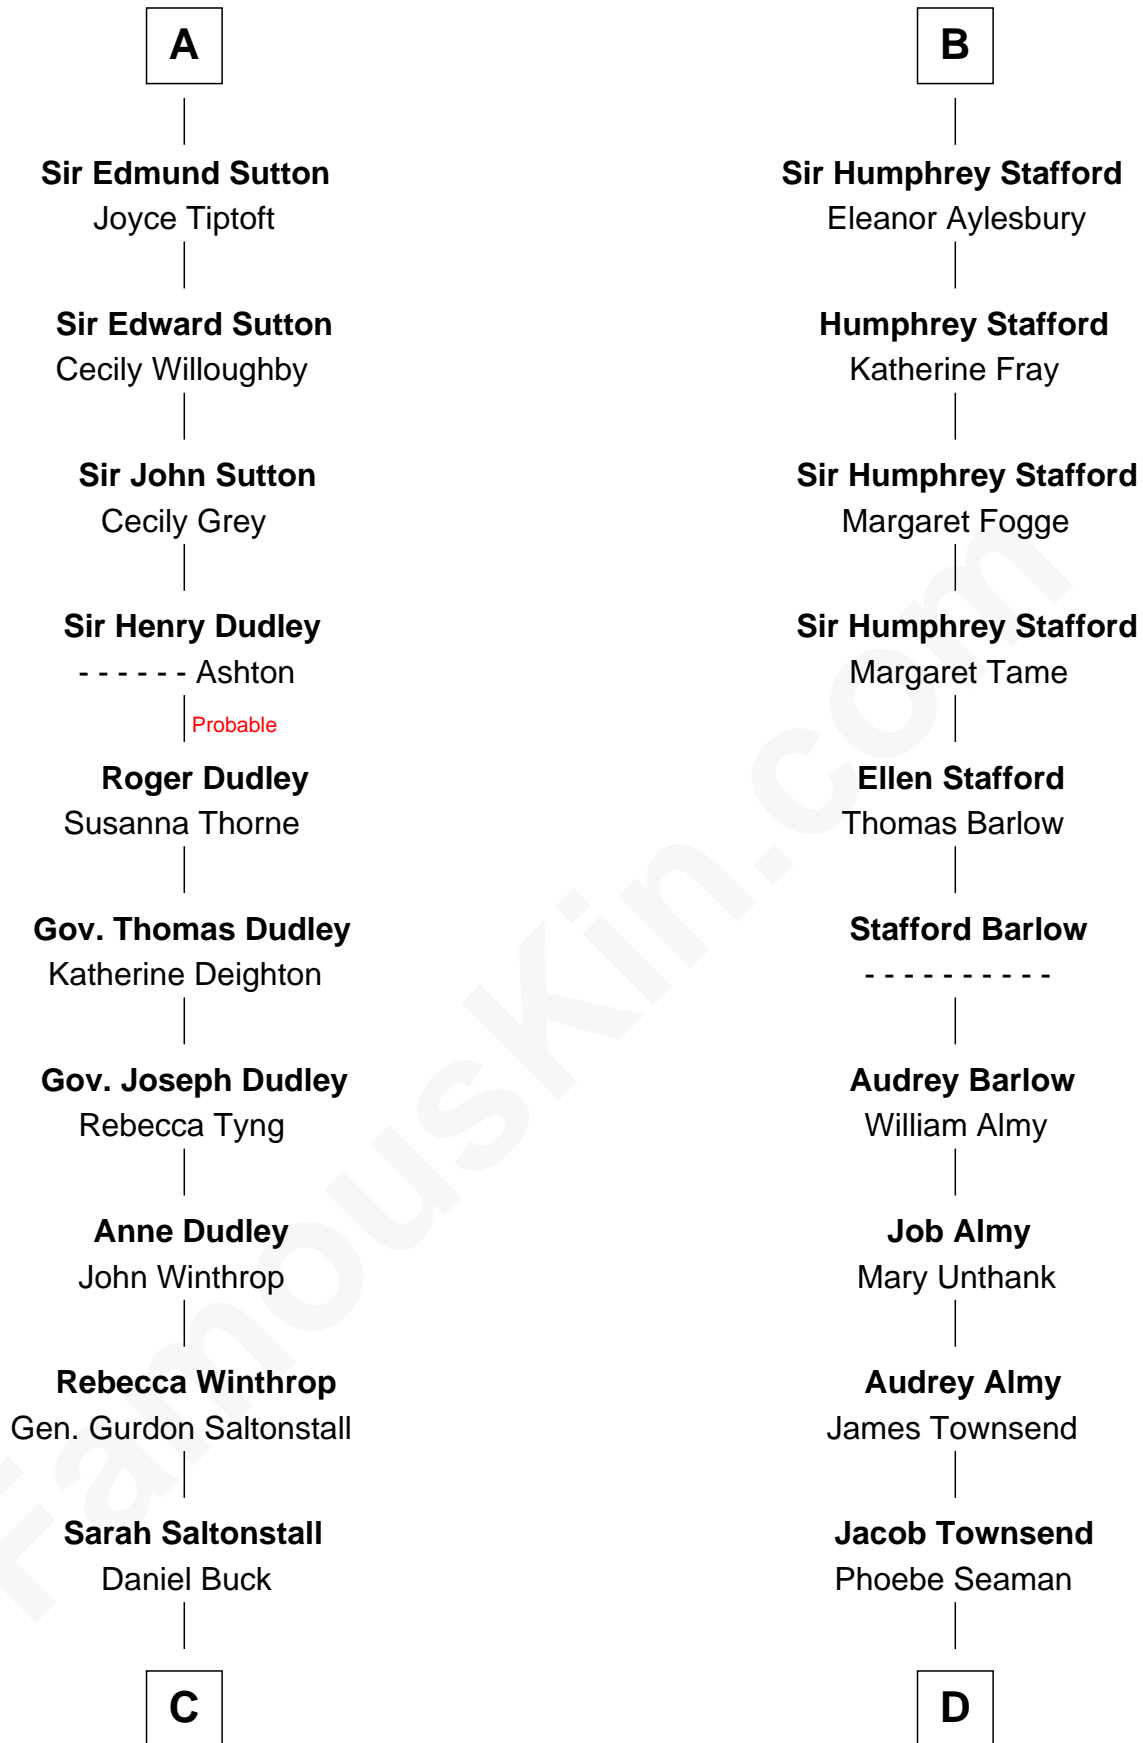 A
Sir Edmund Sutton
Joyce Tiptoft
Sir Edward Sutton
Cecily Willoughby
Sir John Sutton
Cecily Grey
Sir Henry Dudley
- - - - - - Ashton
Probable
Roger Dudley
Susanna Thorne
Gov. Thomas Dudley
Katherine Deighton
Gov. Joseph Dudley
Rebecca Tyng
Anne Dudley
John Winthrop
Rebecca Winthrop
Gen. Gurdon Saltonstall
Sarah Saltonstall
Daniel Buck
C
B
Sir Humphrey Stafford
Eleanor Aylesbury
Humphrey Stafford
Katherine Fray
Sir Humphrey Stafford
Margaret Fogge
Sir Humphrey Stafford
Margaret Tame
Ellen Stafford
Thomas Barlow
Stafford Barlow
- - - - - - - - - -
Audrey Barlow
William Almy
Job Almy
Mary Unthank
Audrey Almy
James Townsend
Jacob Townsend
Phoebe Seaman
D
FamousKin.com